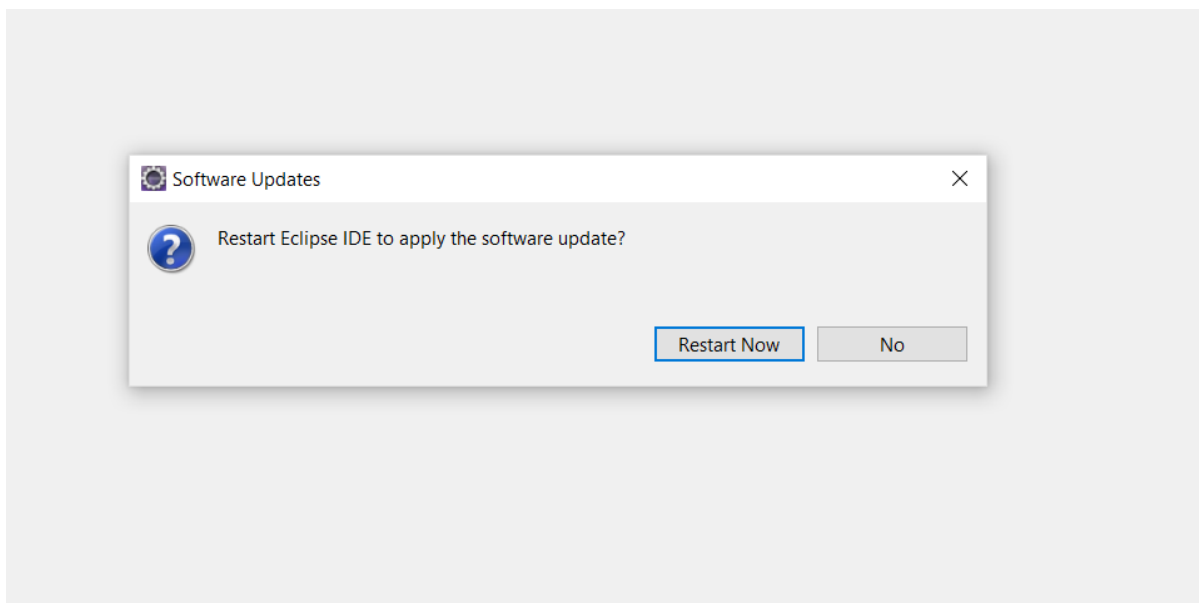 Software Updates
Restart Eclipse IDE to apply the software update?
Restart Now No